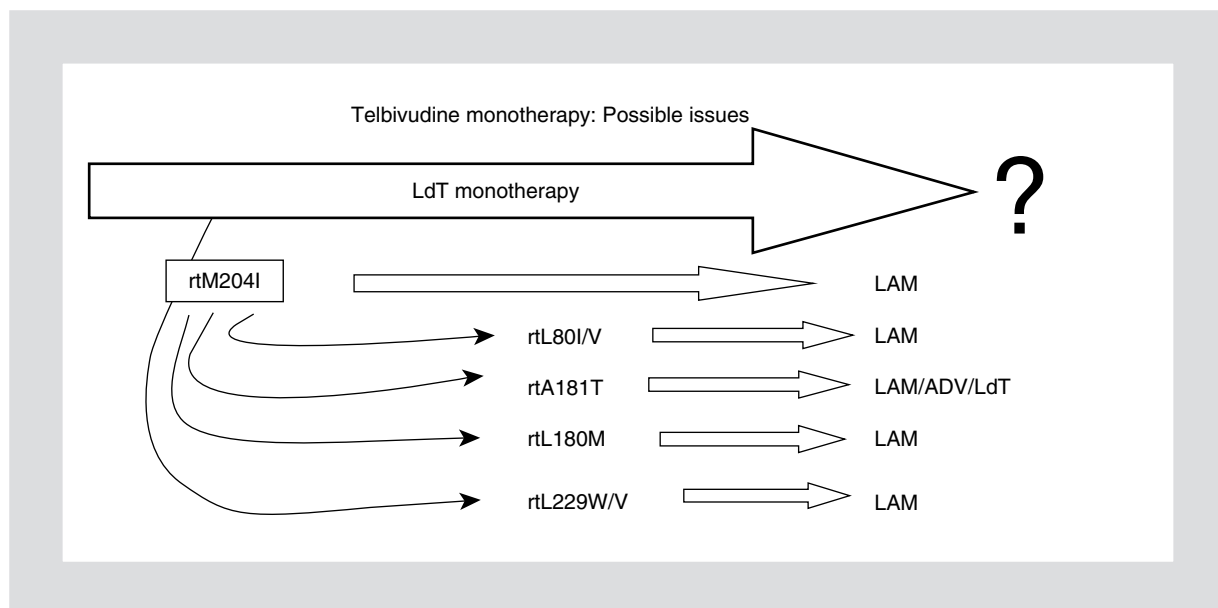 Telbivudine monotherapy: Possible issues
LdT monotherapy
?
rtM204I
LAM
rtL80I/V
LAM
rtA181T
LAM/ADV/LdT
rtL180M
LAM
rtL229W/V
LAM